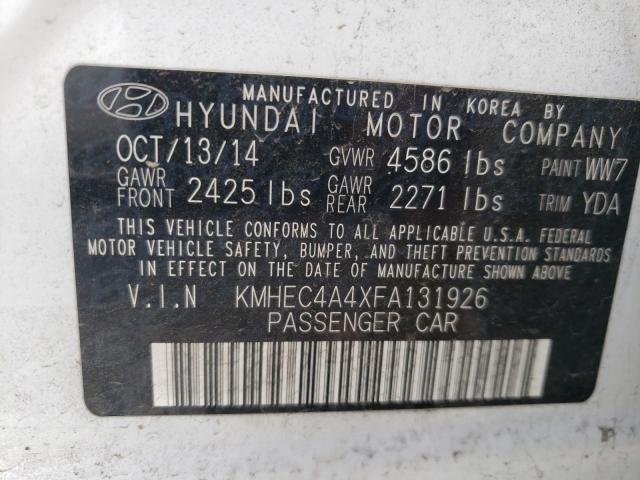 MANUFACTURED IN KOREA BY
HYUNDAI MOTOR COMPANY
OCT/13/14 GVWR 4586 lbs PAINT WW7
GAWR FRONT 2425 lbs GAWR REAR 2271 lbs TRIM YDA
THIS VEHICLE CONFORMS TO ALL APPLICABLE U.S.A. FEDERAL
MOTOR VEHICLE SAFETY, BUMPER, AND THEFT PREVENTION STANDARDS
IN EFFECT ON THE DATE OF MANUFACTURE SHOWN ABOVE
V.I.N KMHEC4A4XFA131926
PASSENGER CAR